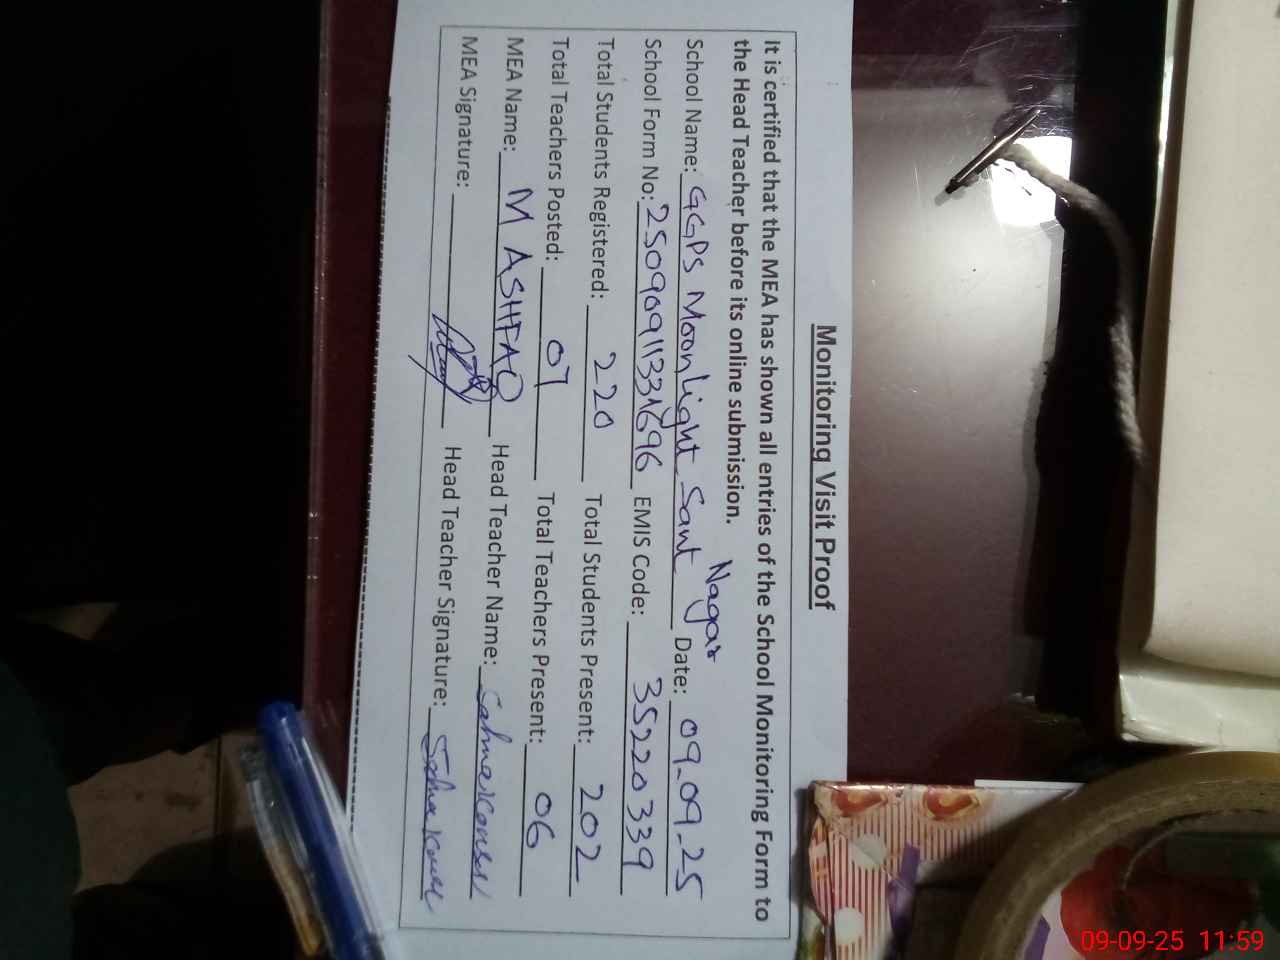 Monitoring Visit Proof
It is certified that the MEA has shown all entries of the School Monitoring Form to
the Head Teacher before its online submission.
School Name: GGPS Moonlight Sant Nagar Date: 09-09-25
School Form No: 25090911331696 EMIS Code: 35220339
Total Students Registered: 220 Total Students Present: 202
Total Teachers Posted: 07 Total Teachers Present: 06
MEA Name: M ASHFAQ Head Teacher Name:
MEA Signature: Head Teacher Signature:
09-09-25 11:59